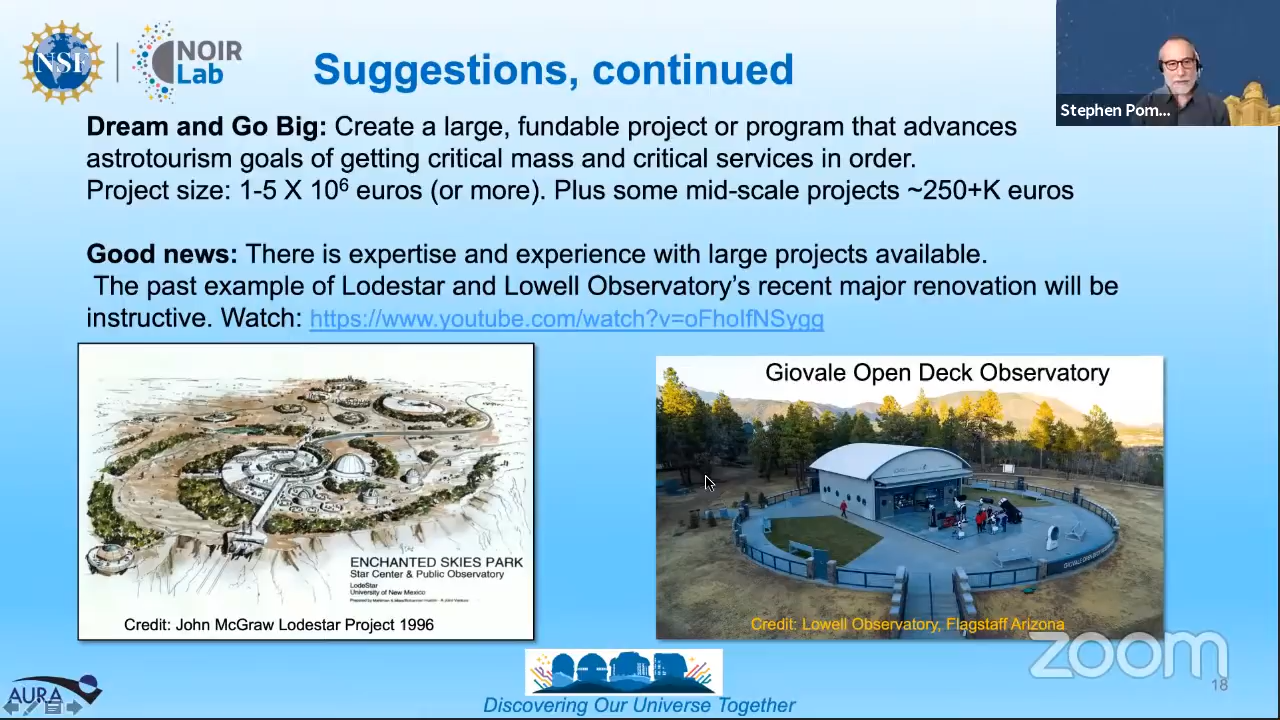 NSF
NOIR
Lab
Suggestions, continued
Stephen Pom...
Dream and Go Big: Create a large, fundable project or program that advances
astrotourism goals of getting critical mass and critical services in order.
Project size: 1-5 X 10⁶ euros (or more). Plus some mid-scale projects ~250+K euros
Good news: There is expertise and experience with large projects available.
The past example of Lodestar and Lowell Observatory's recent major renovation will be
instructive. Watch: https://www.youtube.com/watch?v=oFhoIfNSygg
ENCHANTED SKIES PARK
Star Center & Public Observatory
LodeStar
University of New Mexico
Credit: John McGraw Lodestar Project 1996
Giovale Open Deck Observatory
GIOVALE OPEN DECK
Credit: Lowell Observatory, Flagstaff Arizona
zoom
18
AURA
Discovering Our Universe Together